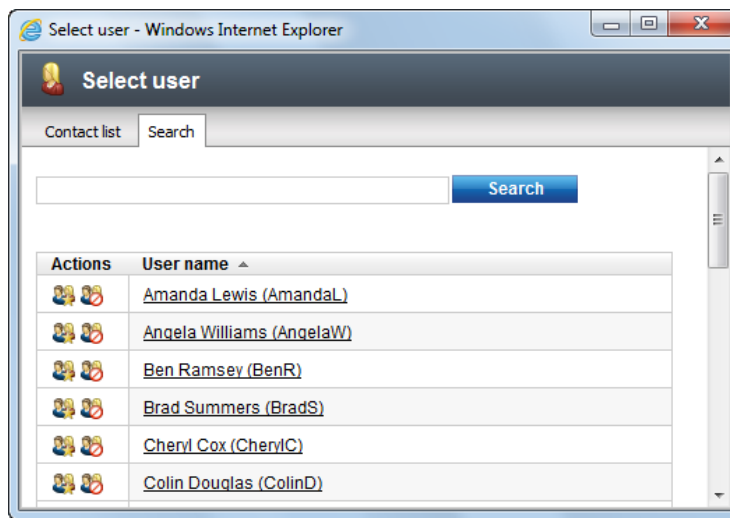 Select user - Windows Internet Explorer
Select user
Contact list Search
Search
Actions User name
Amanda Lewis (AmandaL)
Angela Williams (AngelaW)
Ben Ramsey (BenR)
Brad Summers (BradS)
Cheryl Cox (CherylC)
Colin Douglas (ColinD)